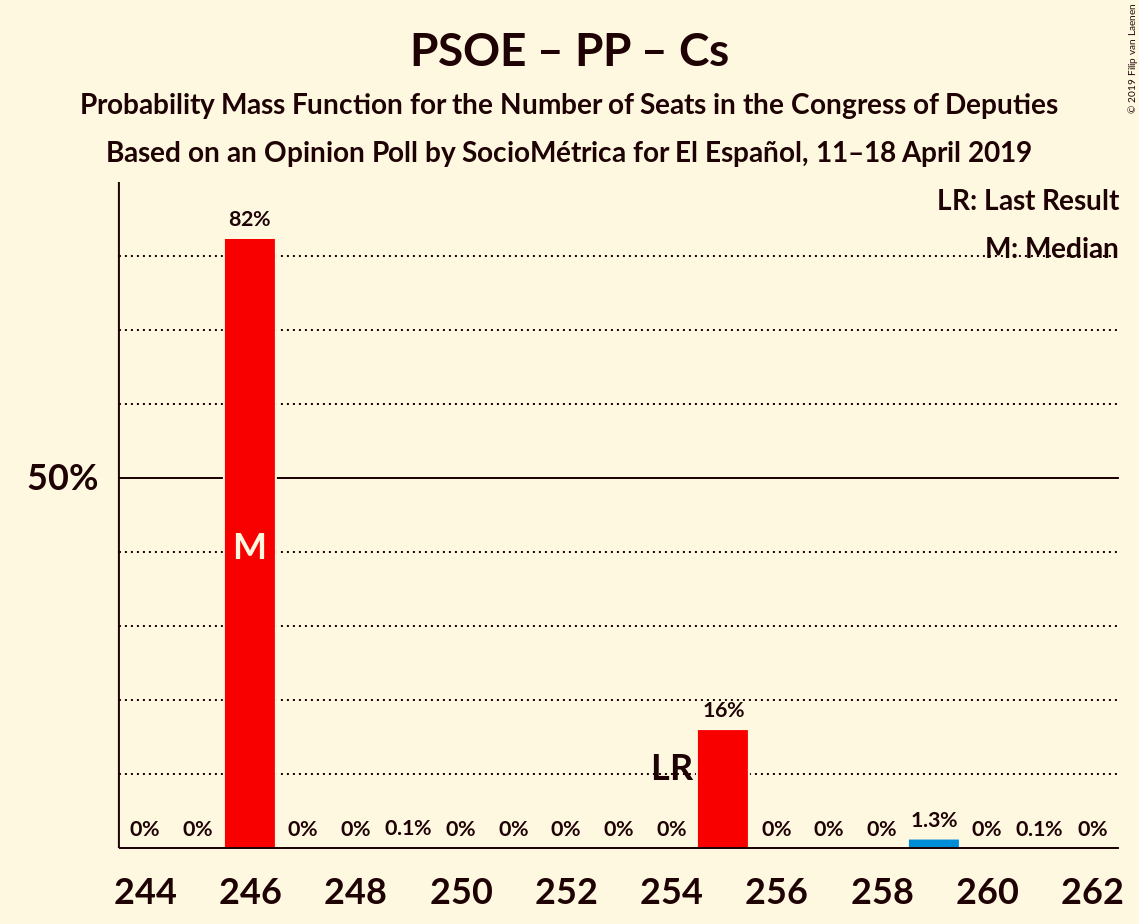 PSOE – PP – Cs
Probability Mass Function for the Number of Seats in the Congress of Deputies
Based on an Opinion Poll by SocioMétrica for El Español, 11–18 April 2019
© 2019 Filip van Laenen
LR: Last Result
M: Median
82%
50%
M
16%
LR
0% 0% 0% 0% 0.1% 0% 0% 0% 0% 0% 0% 0% 0% 1.3% 0% 0.1% 0%
244 246 248 250 252 254 256 258 260 262